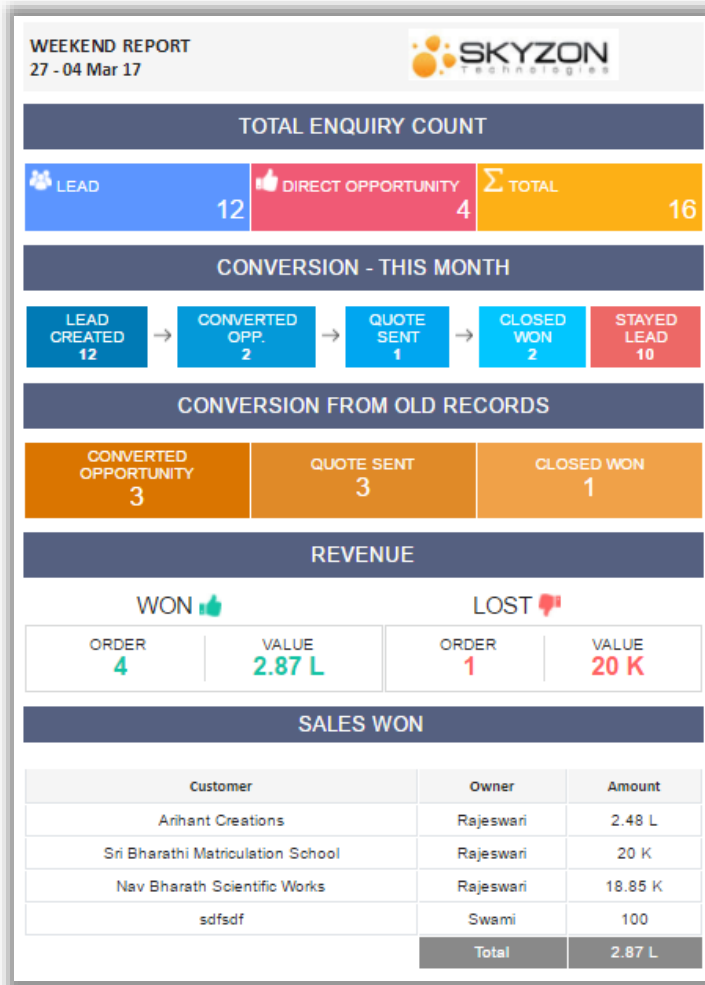 WEEKEND REPORT
27 - 04 Mar 17
SKYZON
Technologies
TOTAL ENQUIRY COUNT
LEAD
12
DIRECT OPPORTUNITY
4
Σ TOTAL
16
CONVERSION - THIS MONTH
LEAD
CREATED
12
→
CONVERTED
OPP.
2
→
QUOTE
SENT
1
→
CLOSED
WON
2
STAYED
LEAD
10
CONVERSION FROM OLD RECORDS
CONVERTED
OPPORTUNITY
3
QUOTE SENT
3
CLOSED WON
1
REVENUE
WON
LOST
ORDER
4
VALUE
2.87 L
ORDER
1
VALUE
20 K
SALES WON
Customer Owner Amount
Arihant Creations Rajeswari 2.48 L
Sri Bharathi Matriculation School Rajeswari 20 K
Nav Bharath Scientific Works Rajeswari 18.85 K
sdfsdf Swami 100
Total 2.87 L